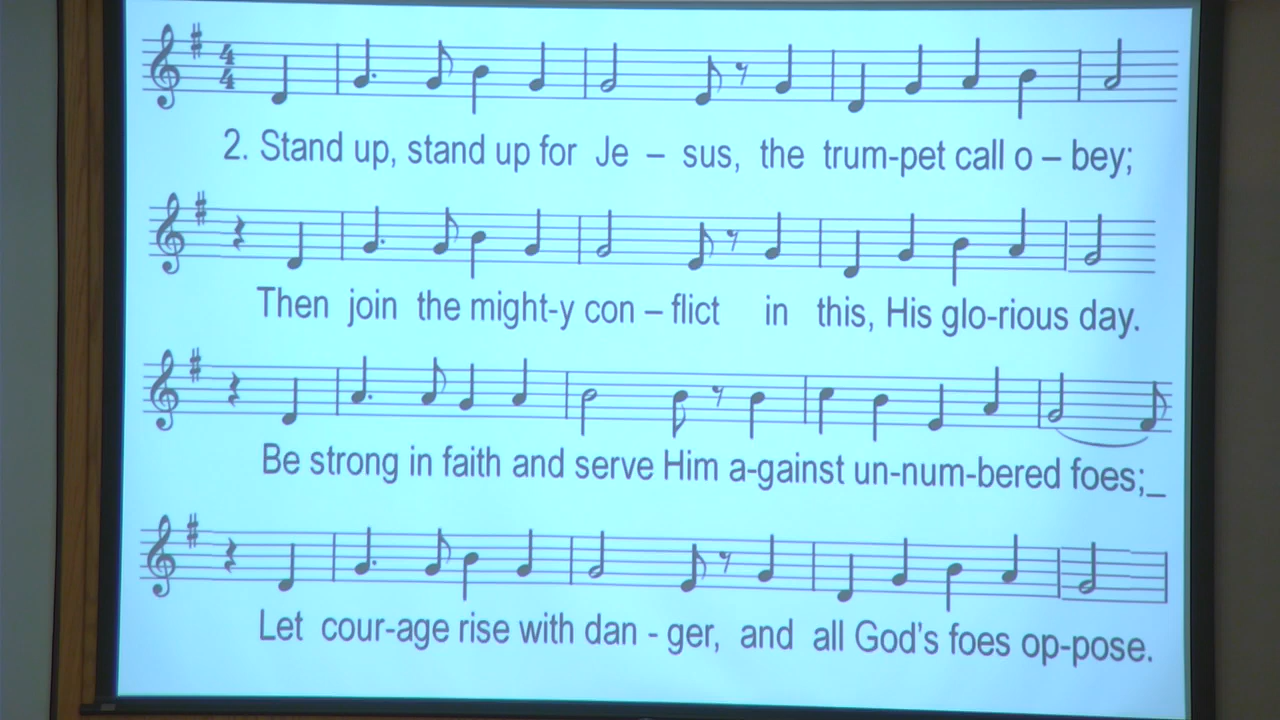 2. Stand up, stand up for Je – sus, the trum-pet call o – bey;
Then join the might-y con – flict in this, His glo-rious day.
Be strong in faith and serve Him a-gainst un-num-bered foes;_
Let cour-age rise with dan - ger, and all God's foes op-pose.